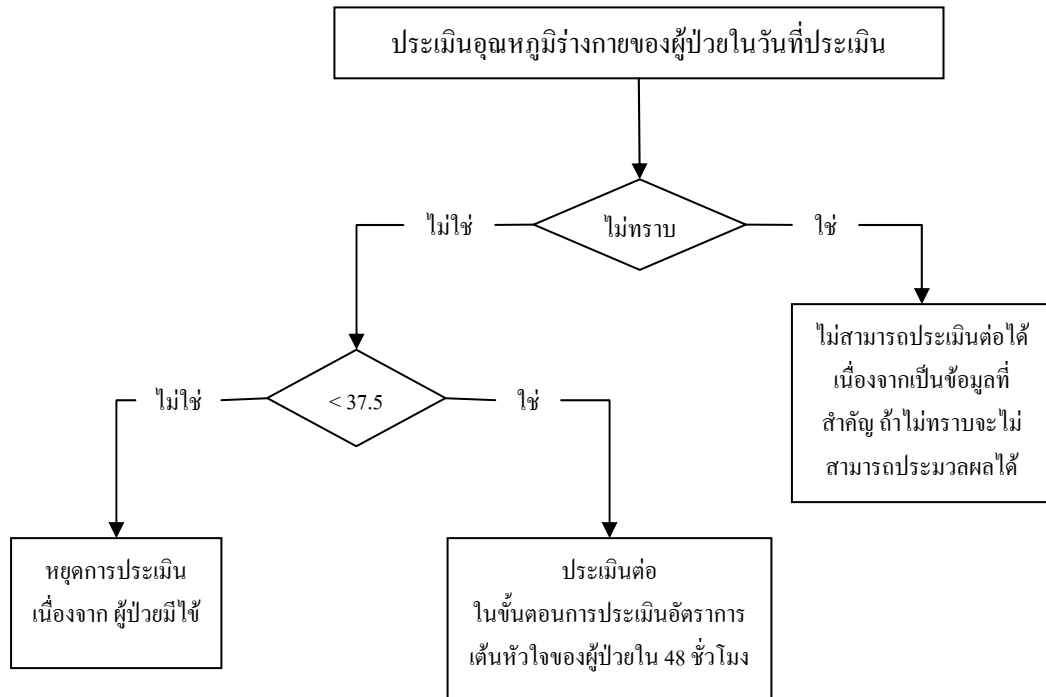 ประเมินอุณหภูมิร่างกายของผู้ป่วยในวันที่ประเมิน
ไม่ใช่
ไม่ทราบ
ใช่
ไม่สามารถประเมินต่อได้
เนื่องจากเป็นข้อมูลที่
สำคัญ ถ้าไม่ทราบจะไม่
สามารถประมวลผลได้
ไม่ใช่
< 37.5
ใช่
หยุดการประเมิน
เนื่องจาก ผู้ป่วยมีไข้
ประเมินต่อ
ในขั้นตอนการประเมินอัตราการ
เต้นหัวใจของผู้ป่วยใน 48 ชั่วโมง